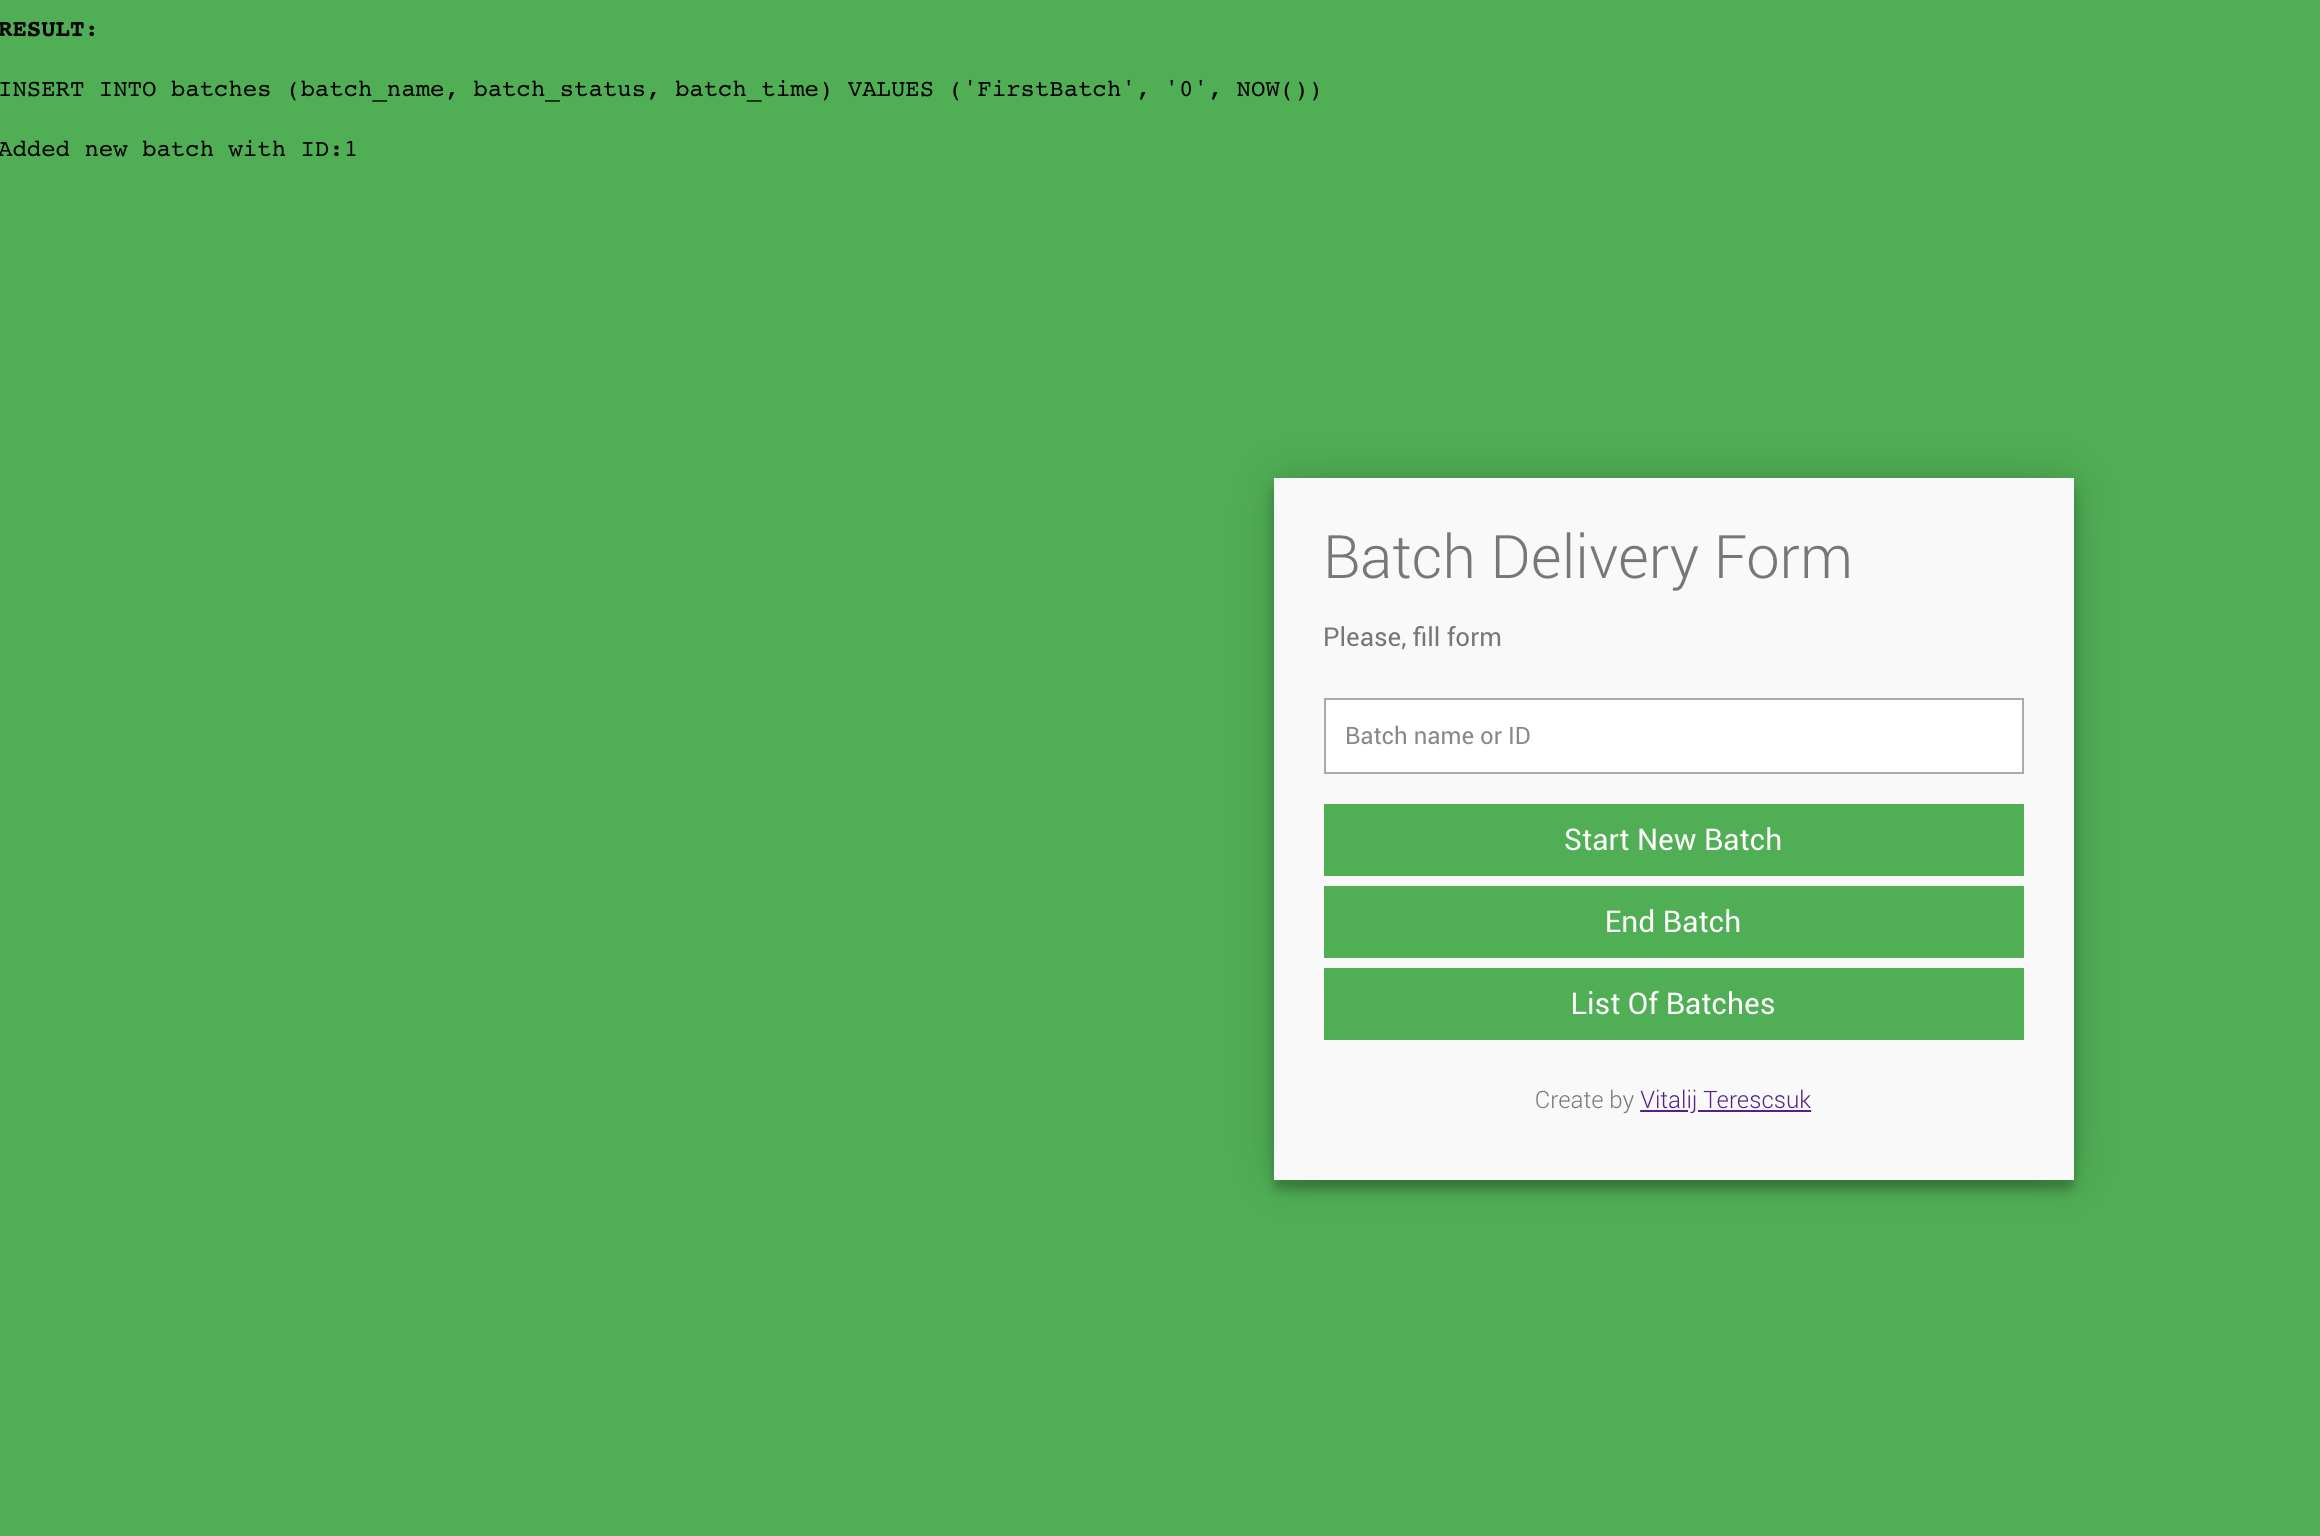 RESULT:
INSERT INTO batches (batch_name, batch_status, batch_time) VALUES ('FirstBatch', '0', NOW())
Added new batch with ID:1
Batch Delivery Form
Please, fill form
Batch name or ID
Start New Batch
End Batch
List Of Batches
Create by Vitalij Terescsuk